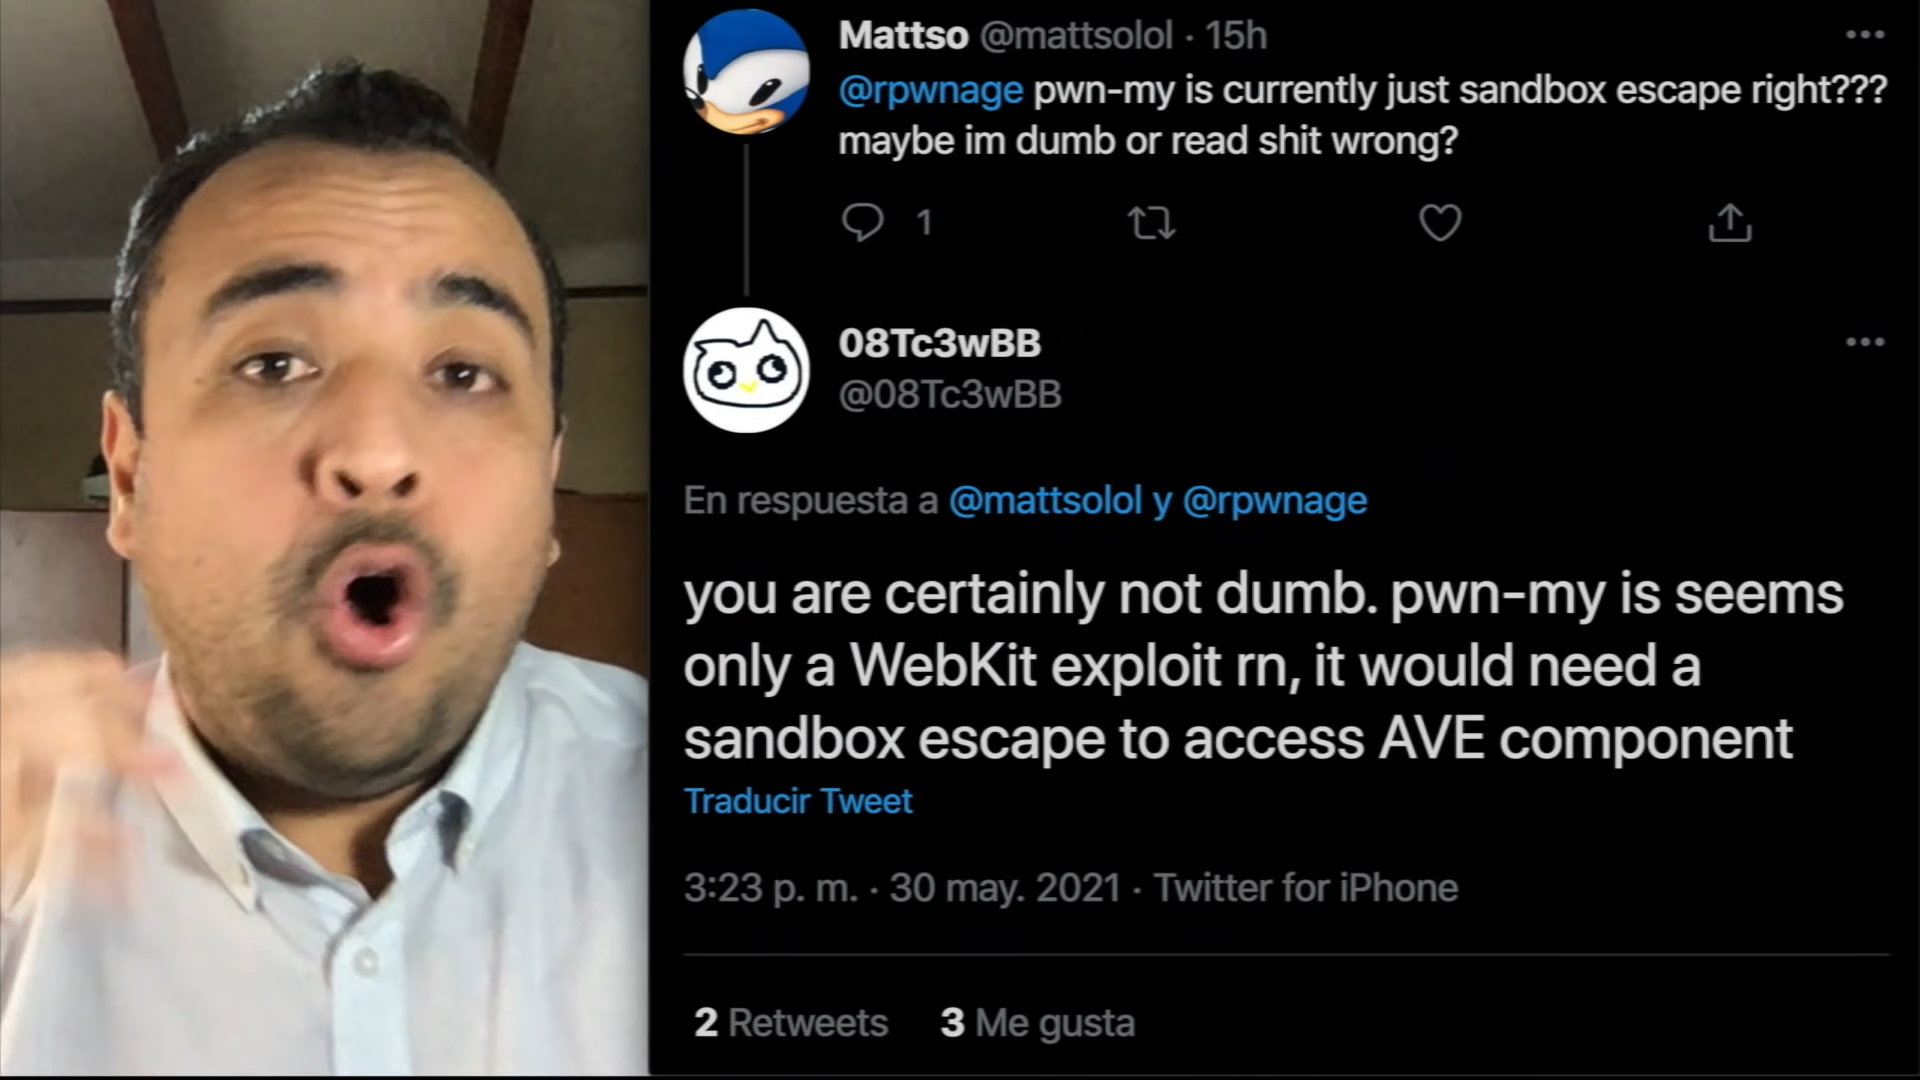 Mattso @mattsolol · 15h
@rpwnage pwn-my is currently just sandbox escape right???
maybe im dumb or read shit wrong?
1
08Tc3wBB
@08Tc3wBB
En respuesta a @mattsolol y @rpwnage
you are certainly not dumb. pwn-my is seems
only a WebKit exploit rn, it would need a
sandbox escape to access AVE component
Traducir Tweet
3:23 p. m. · 30 may. 2021 · Twitter for iPhone
2 Retweets 3 Me gusta